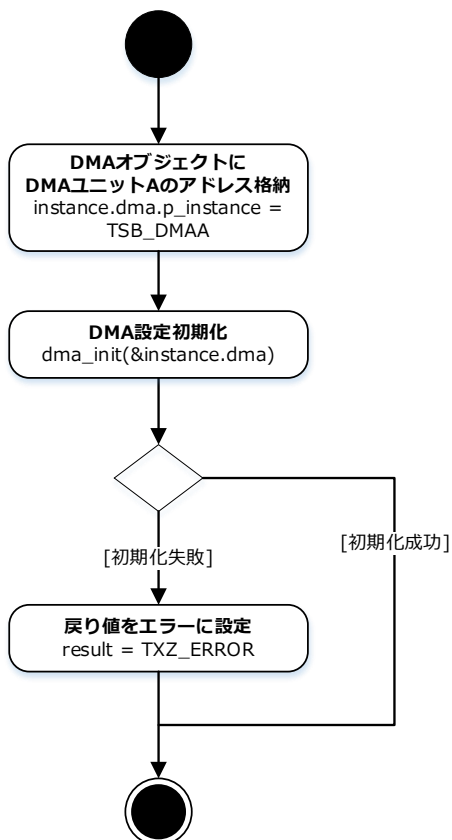 DMAオブジェクトに
DMAユニットAのアドレス格納
instance.dma.p_instance =
TSB_DMAA
DMA設定初期化
dma_init(&instance.dma)
[初期化成功]
[初期化失敗]
戻り値をエラーに設定
result = TXZ_ERROR